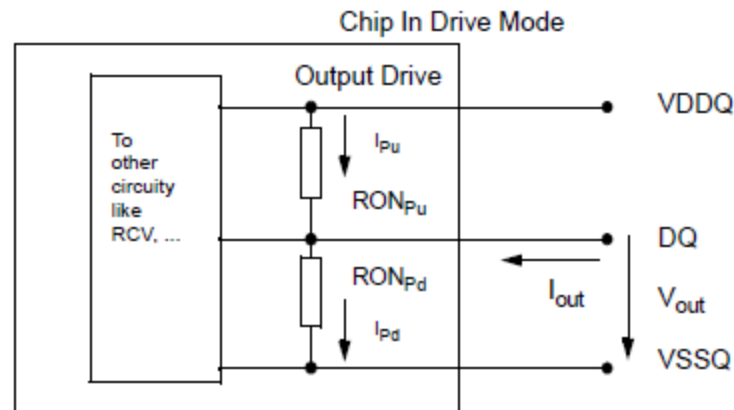 Chip In Drive Mode
Output Drive
VDDQ
To
other
circuity
like
RCV, ...
IPu
RONPu
DQ
RONPd
Iout
Vout
IPd
VSSQ